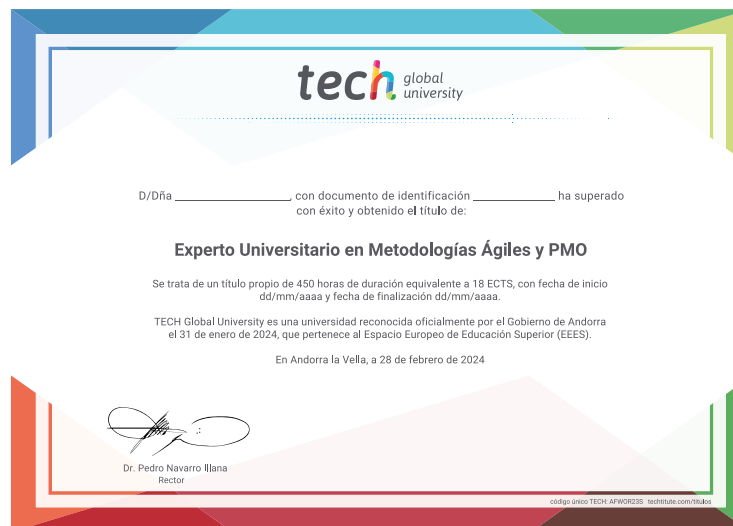 tech global
university
D/Dña ______________, con documento de identificación ______________ ha superado
con éxito y obtenido el título de:
Experto Universitario en Metodologías Ágiles y PMO
Se trata de un título propio de 450 horas de duración equivalente a 18 ECTS, con fecha de inicio
dd/mm/aaaa y fecha de finalización dd/mm/aaaa.
TECH Global University es una universidad reconocida oficialmente por el Gobierno de Andorra
el 31 de enero de 2024, que pertenece al Espacio Europeo de Educación Superior (EEES).
En Andorra la Vella, a 28 de febrero de 2024
Dr. Pedro Navarro Illana
Rector
código único TECH: AFWOR23S techtitute.com/titulos